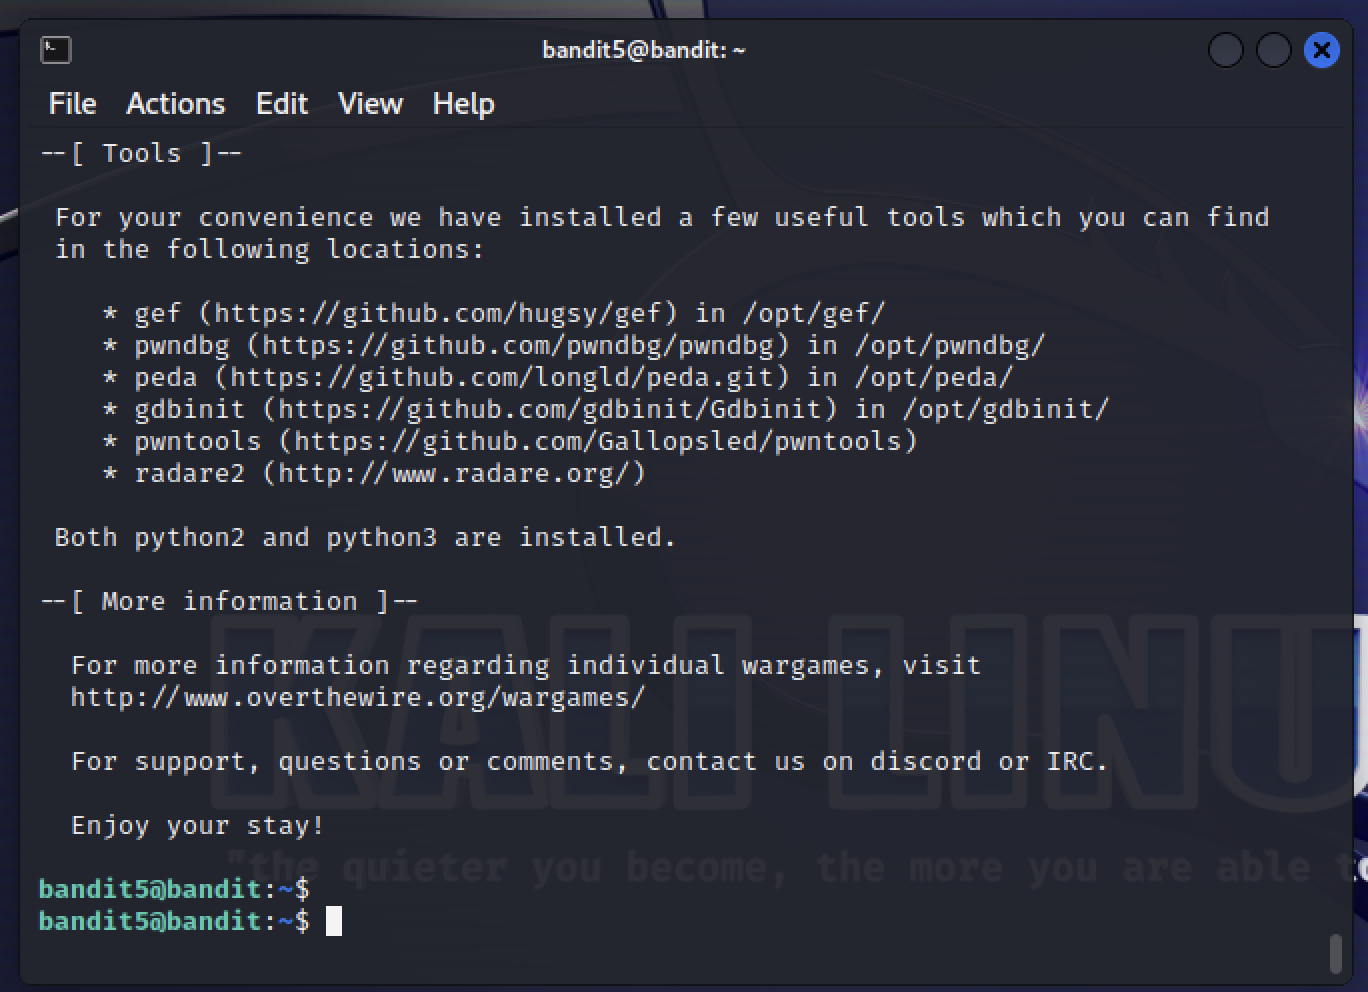 bandit5@bandit: ~
File Actions Edit View Help
--[ Tools ]--
For your convenience we have installed a few useful tools which you can find
in the following locations:
* gef (https://github.com/hugsy/gef) in /opt/gef/
* pwndbg (https://github.com/pwndbg/pwndbg) in /opt/pwndbg/
* peda (https://github.com/longld/peda.git) in /opt/peda/
* gdbinit (https://github.com/gdbinit/Gdbinit) in /opt/gdbinit/
* pwntools (https://github.com/Gallopsled/pwntools)
* radare2 (http://www.radare.org/)
Both python2 and python3 are installed.
--[ More information ]--
For more information regarding individual wargames, visit
http://www.overthewire.org/wargames/
For support, questions or comments, contact us on discord or IRC.
Enjoy your stay!
KALI LINU
"the quieter you become, the more you are able to
bandit5@bandit:~$
bandit5@bandit:~$